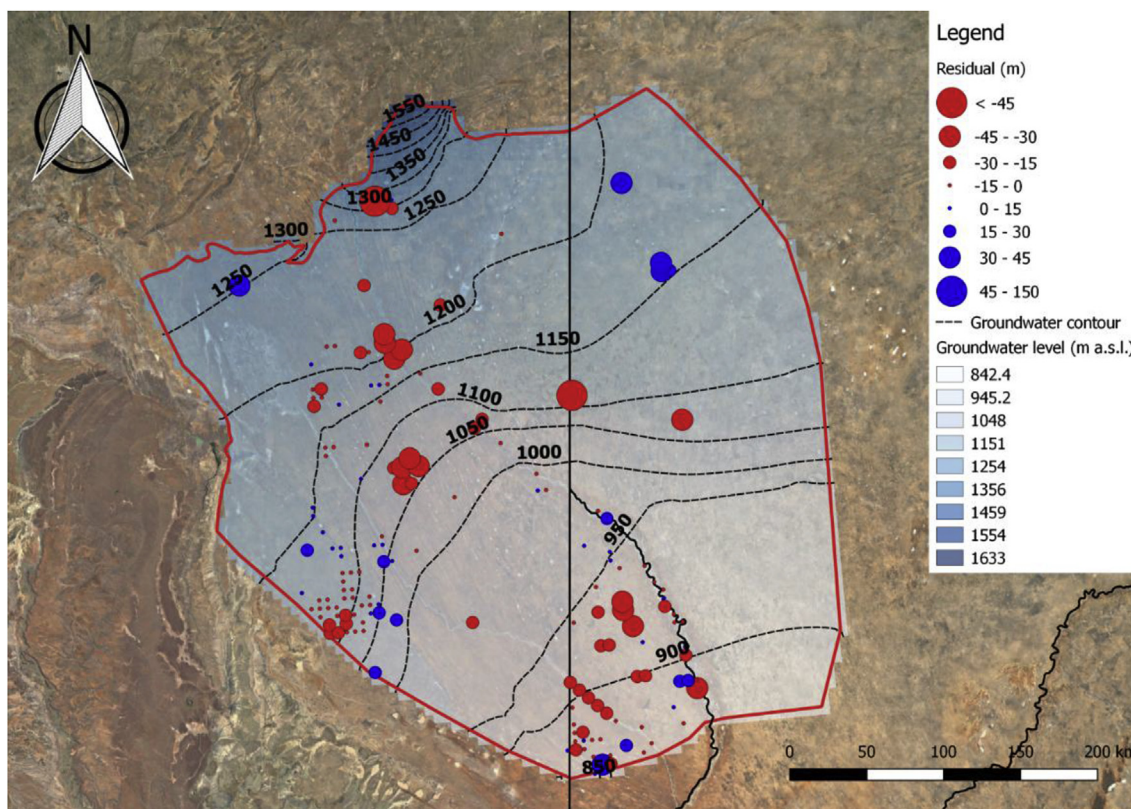 N
Legend
Residual (m)
< -45
-45 - -30
-30 - -15
-15 - 0
0 - 15
15 - 30
30 - 45
45 - 150
Groundwater contour
Groundwater level (m a.s.l.)
842.4
945.2
1048
1151
1254
1356
1459
1554
1633
1550
1450
1350
1300
1250
1300
1250
1200
1150
1100
1050
1000
950
900
850
0 50 100 150 200 km